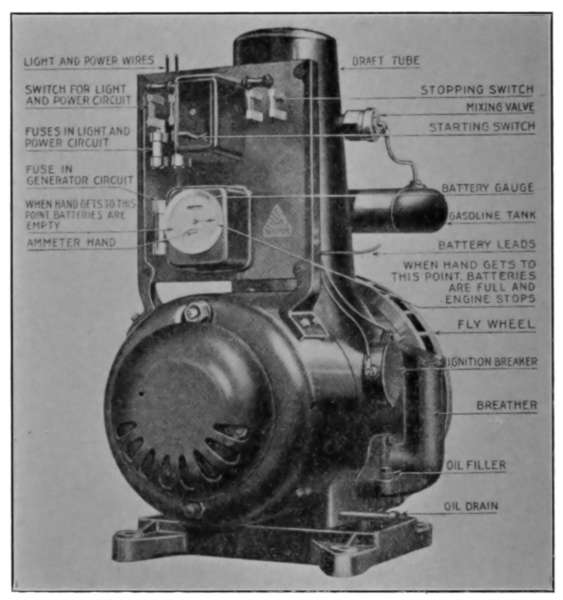 LIGHT AND POWER WIRES
SWITCH FOR LIGHT
AND POWER CIRCUIT
FUSES IN LIGHT AND
POWER CIRCUIT
FUSE IN
GENERATOR CIRCUIT
WHEN HAND GETS TO THIS
POINT BATTERIES ARE
EMPTY
AMMETER HAND
DRAFT TUBE
STOPPING SWITCH
MIXING VALVE
STARTING SWITCH
BATTERY GAUGE
GASOLINE TANK
BATTERY LEADS
WHEN HAND GETS TO
THIS POINT, BATTERIES
ARE FULL AND
ENGINE STOPS
FLY WHEEL
IGNITION BREAKER
BREATHER
OIL FILLER
OIL DRAIN